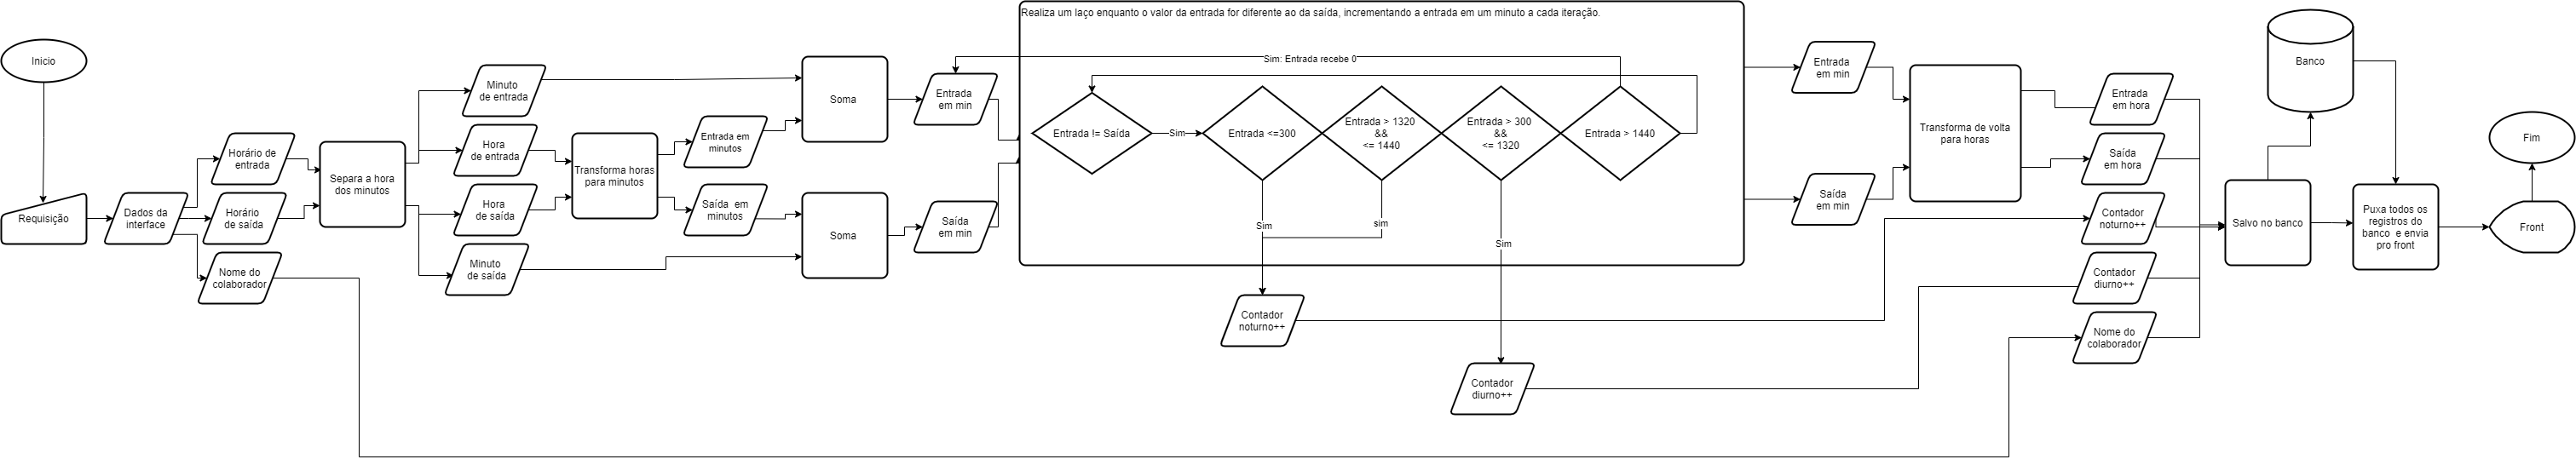 Inicio
Requisição
Dados da
interface
Horário de
entrada
Horário
de saída
Nome do
colaborador
Separa a hora
dos minutos
Minuto
de entrada
Hora
de entrada
Hora
de saída
Minuto
de saída
Transforma horas
para minutos
Entrada em
minutos
Saída em
minutos
Soma
Soma
Entrada
em min
Saída
em min
Realiza um laço enquanto o valor da entrada for diferente ao da saída, incrementando a entrada em um minuto a cada iteração.
Sim: Entrada recebe 0
Entrada != Saída
Sim
Entrada <=300
Entrada > 1320
&&
<= 1440
Entrada > 300
&&
<= 1320
Entrada > 1440
Sim
sim
Sim
Contador
noturno++
Contador
diurno++
Entrada
em min
Saída
em min
Transforma de volta
para horas
Entrada
em hora
Saída
em hora
Contador
noturno++
Contador
diurno++
Nome do
colaborador
Salvo no banco
Banco
Puxa todos os
registros do
banco e envia
pro front
Front
Fim